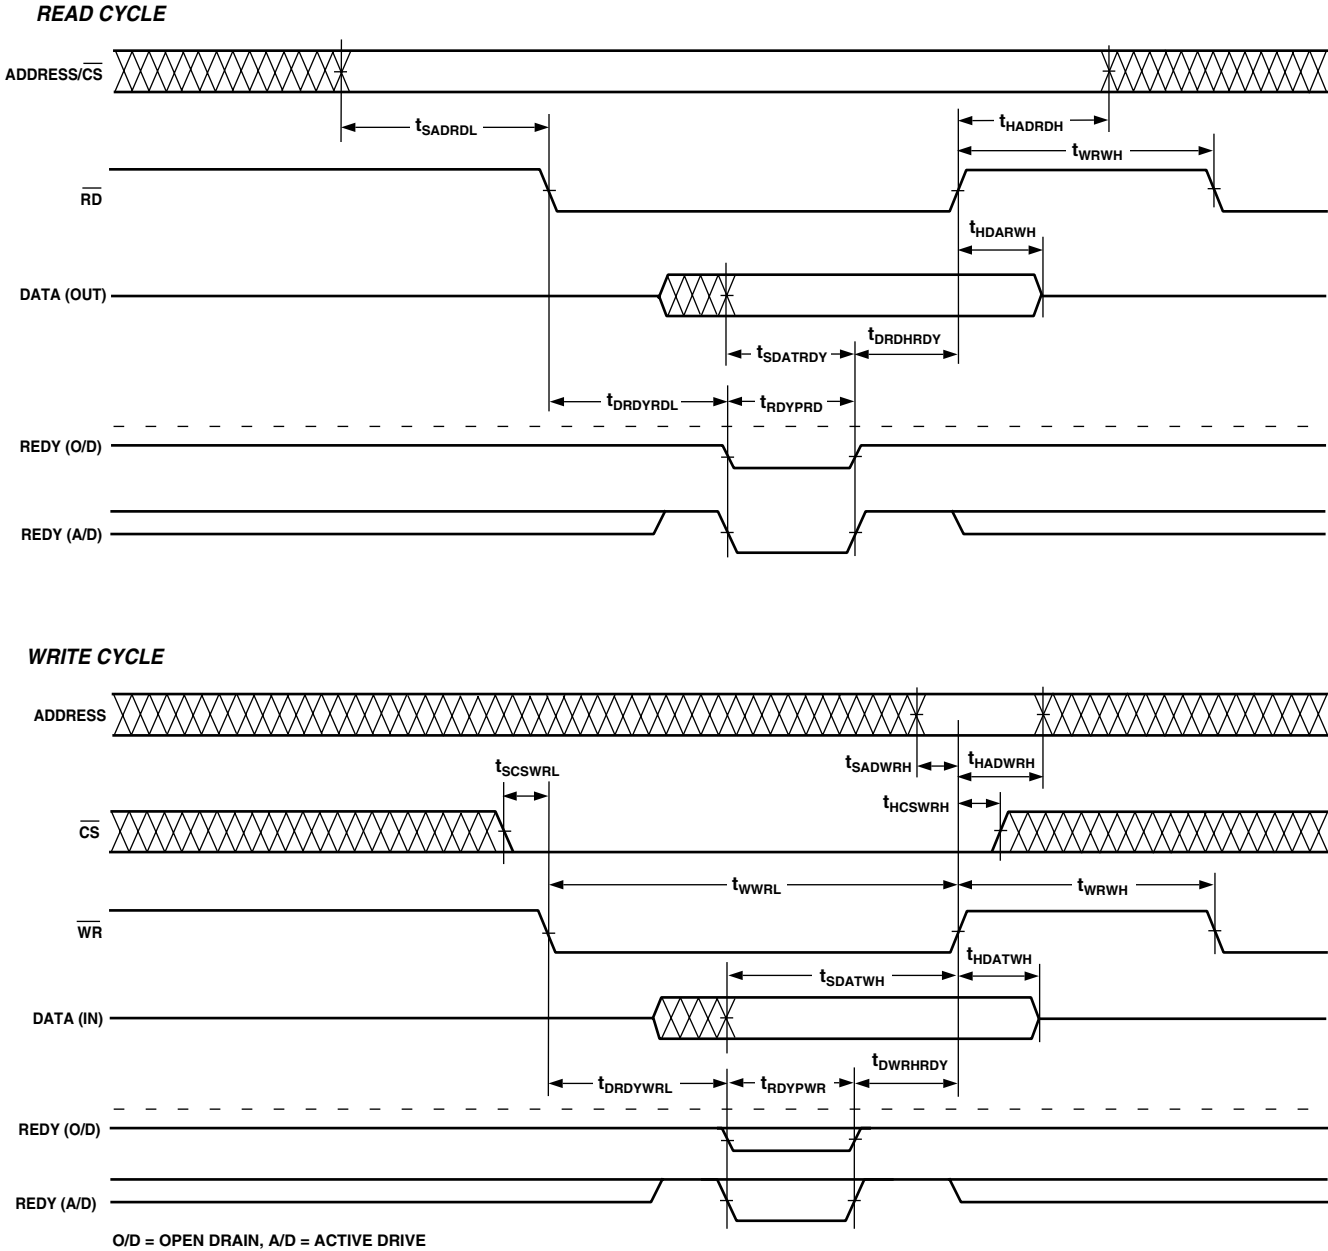 READ CYCLE
ADDRESS/CS
tSADRDL
tHADRDH
tWRWH
RD
tHDARWH
DATA (OUT)
tDRDHRDY
tSDATRDY
tDRDYRDL
tRDYPRD
REDY (O/D)
REDY (A/D)
WRITE CYCLE
ADDRESS
tSCSWRL
tSADWRH
tHADWRH
tHCSWRH
CS
tWWRL
tWRWH
WR
tHDATWH
tSDATWH
DATA (IN)
tDWRHRDY
tDRDYWRL
tRDYPWR
REDY (O/D)
REDY (A/D)
O/D = OPEN DRAIN, A/D = ACTIVE DRIVE